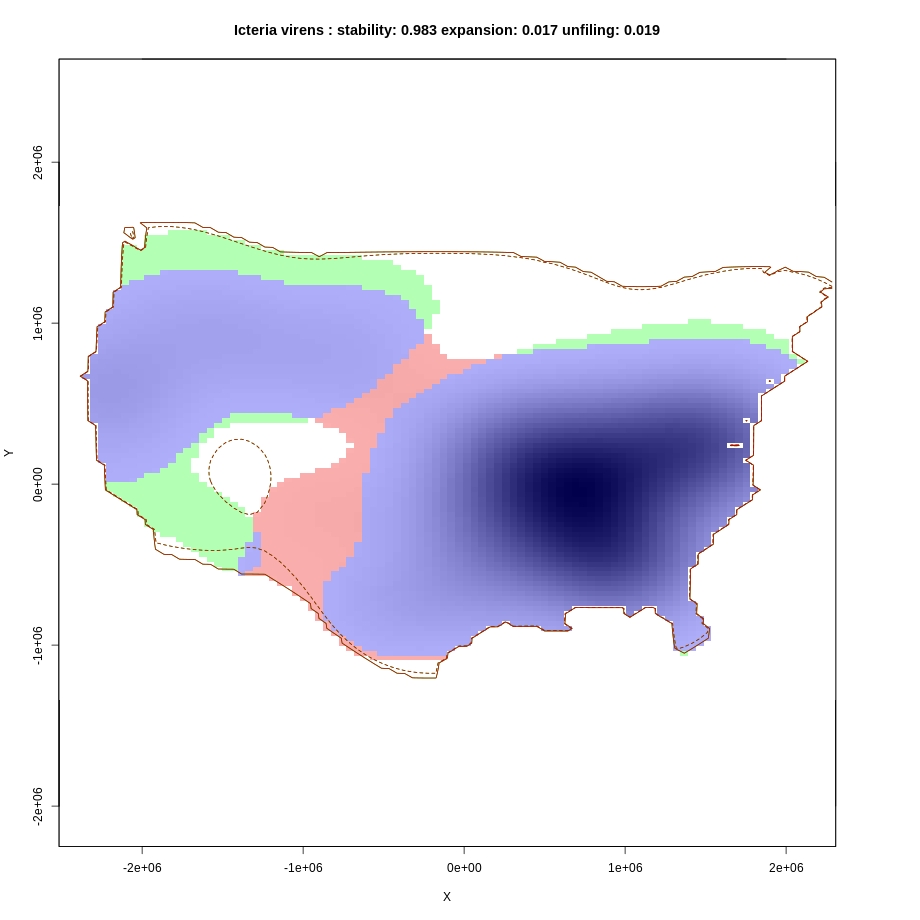 Icteria virens : stability: 0.983 expansion: 0.017 unfiling: 0.019
2e+06
1e+06
0e+00
-1e+06
-2e+06
Y
-2e+06 -1e+06 0e+00 1e+06 2e+06
X